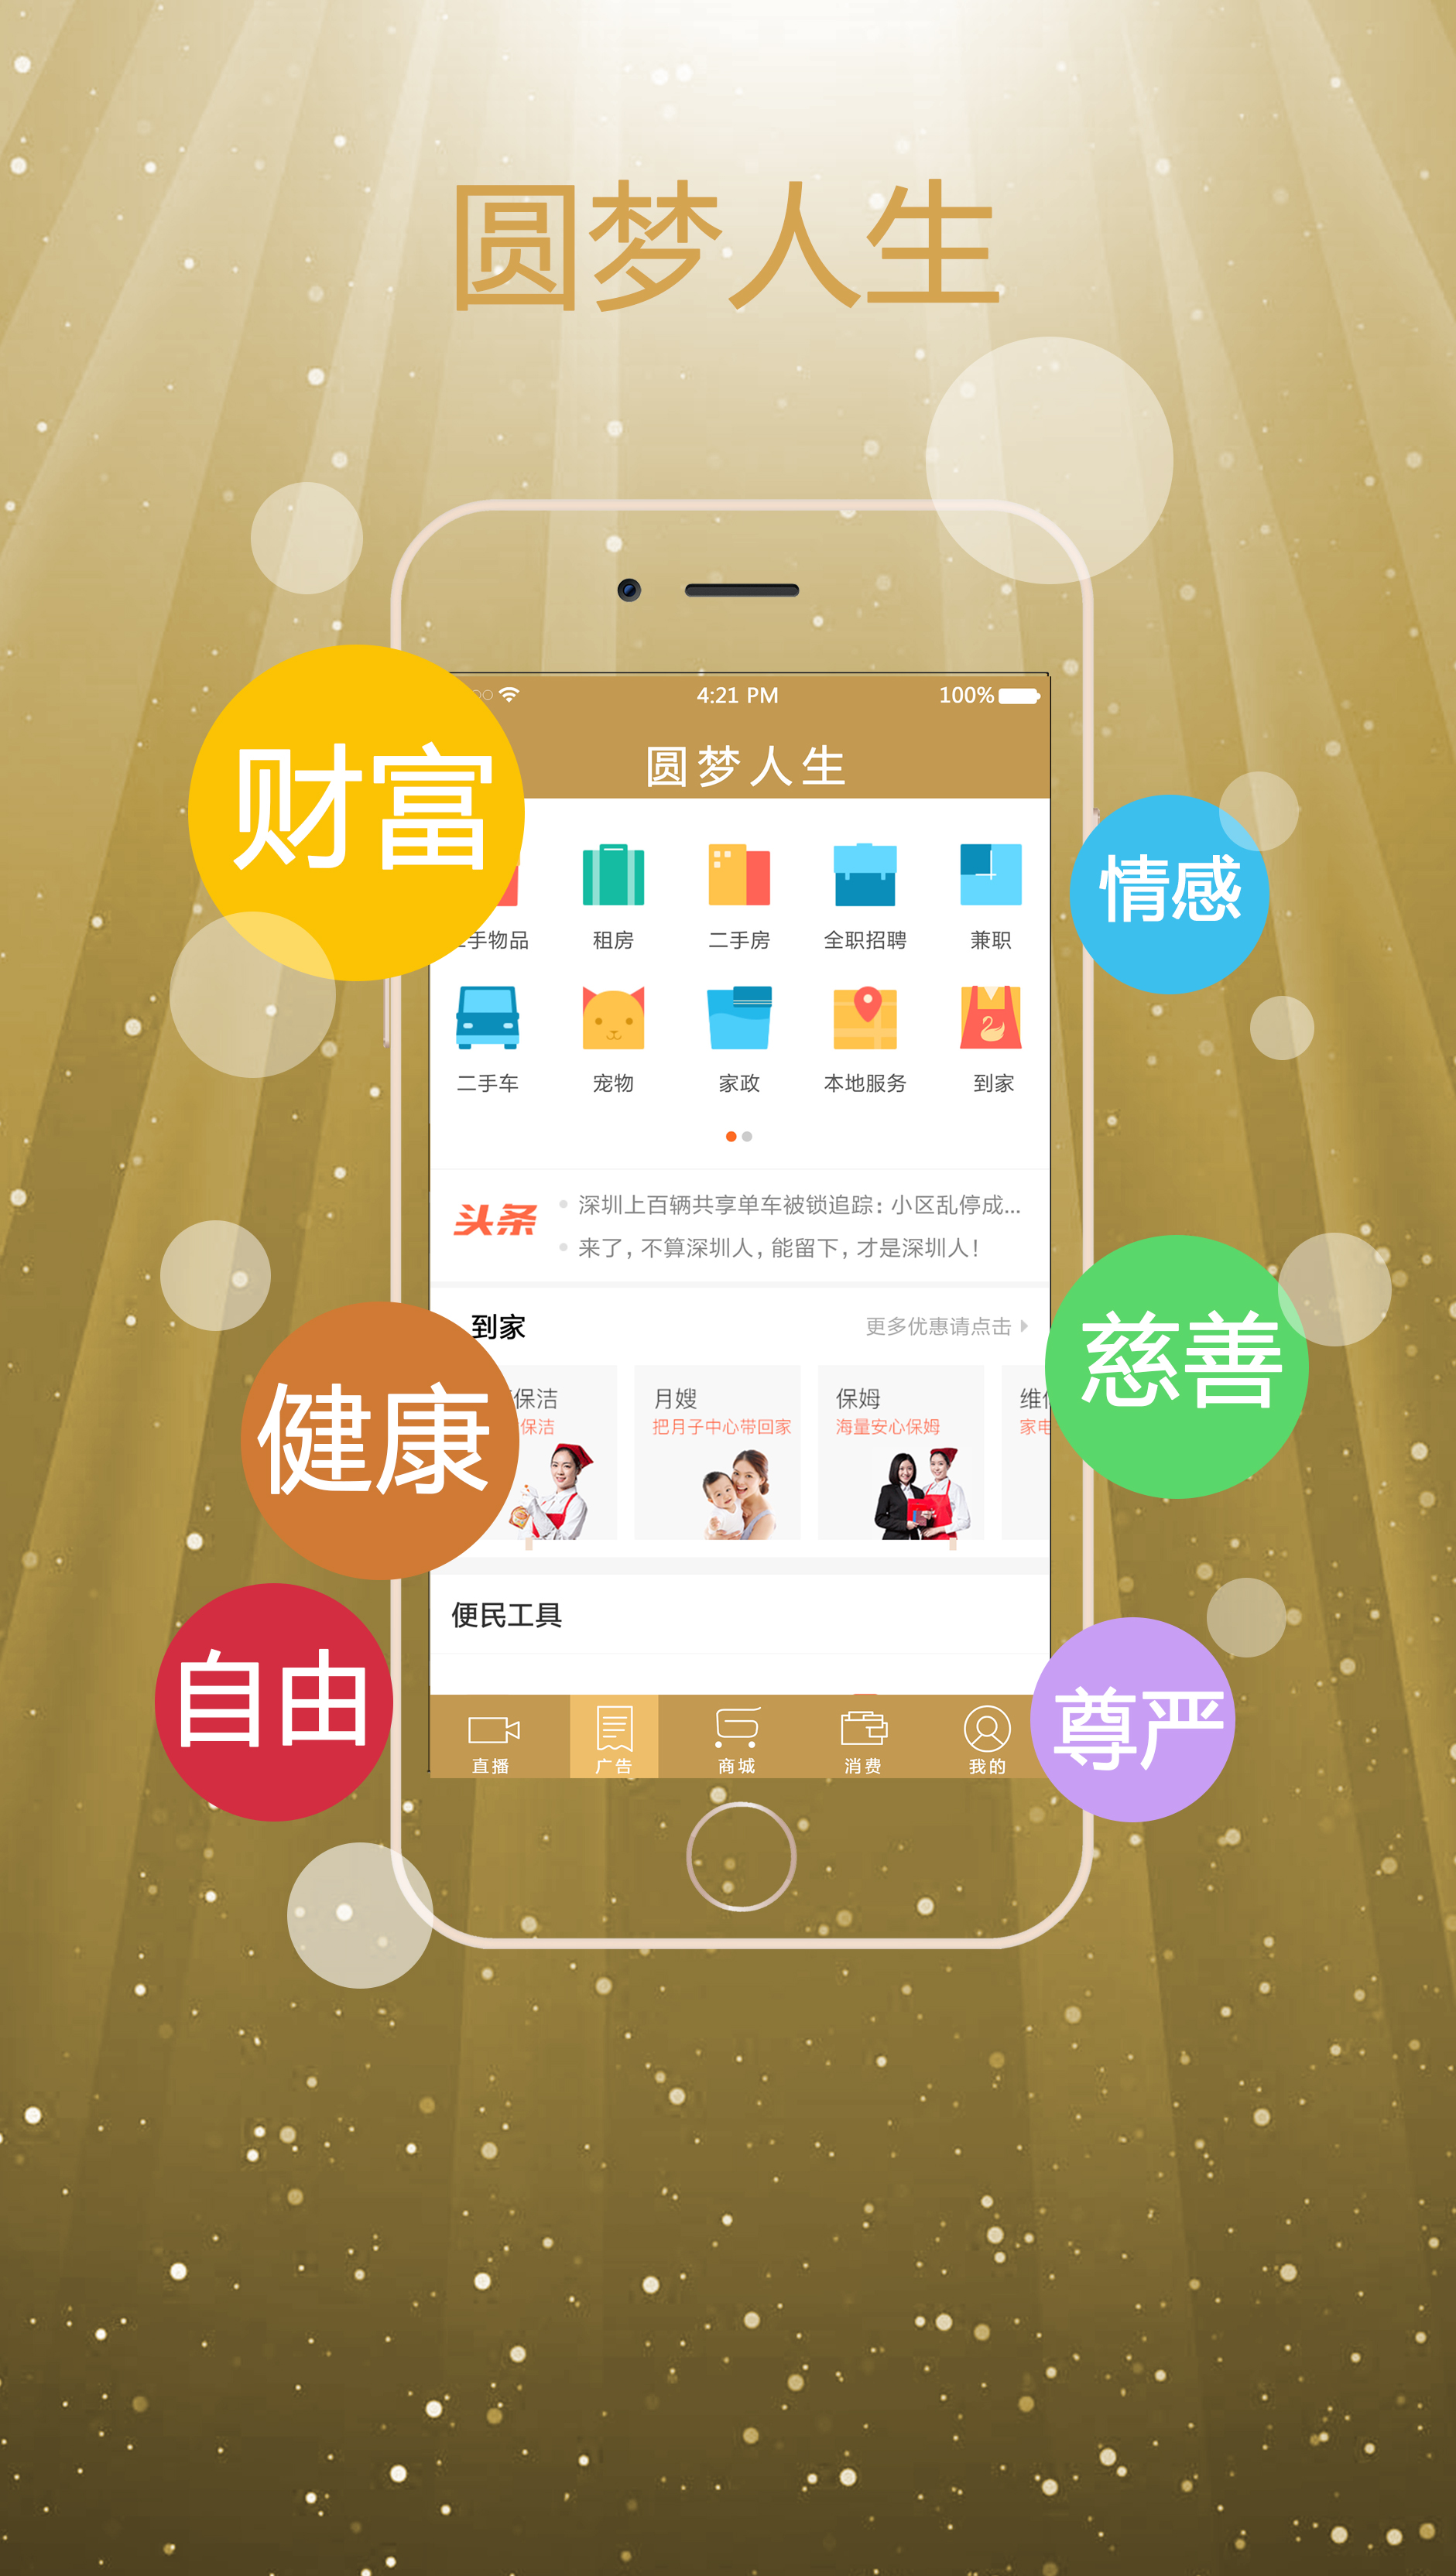 圆梦人生
4:21 PM
100%
圆梦人生
财富
情感
手物品
租房
二手房
全职招聘
兼职
二手车
宠物
家政
本地服务
到家
头条
深圳上百辆共享单车被锁追踪：小区乱停成...
来了，不算深圳人，能留下，才是深圳人！
到家
更多优惠请点击
慈善
健康
保洁
保洁
月嫂
把月子中心带回家
保姆
海量安心保姆
维
家电
便民工具
自由
尊严
直播
广告
商城
消费
我的